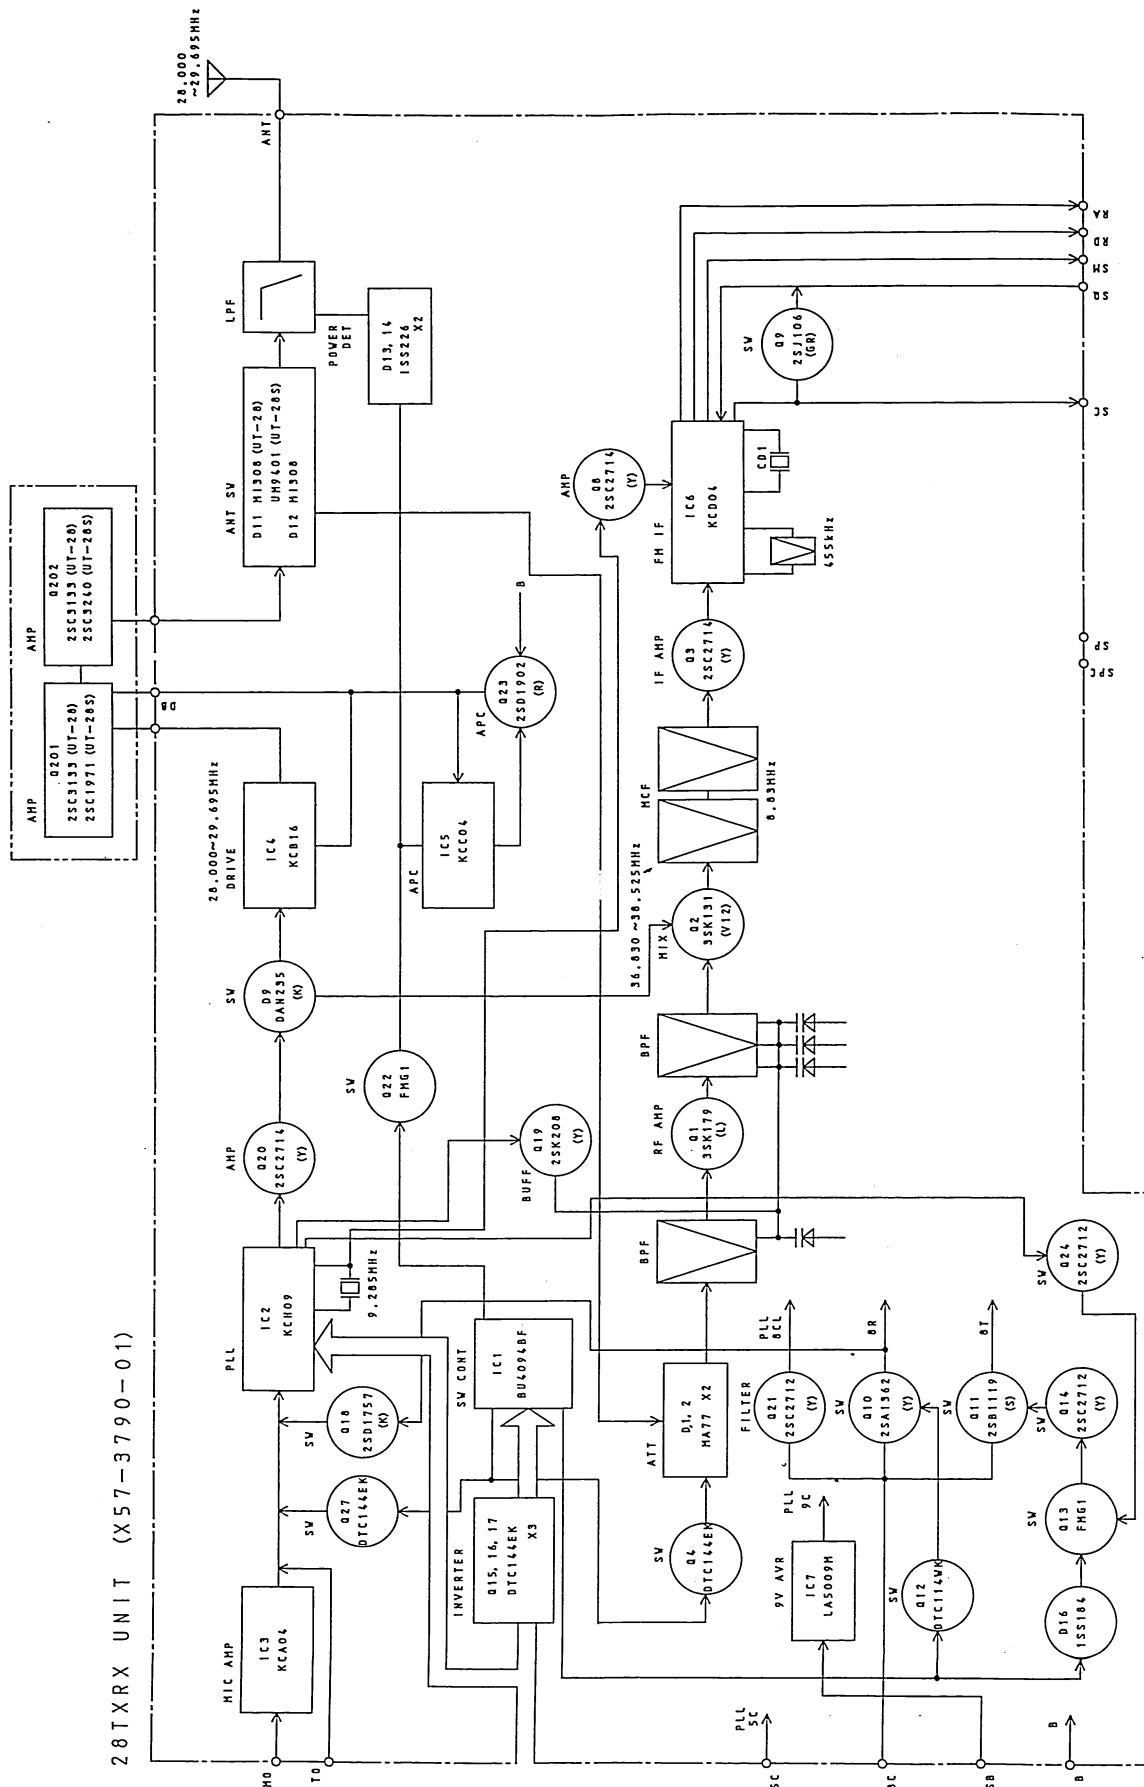 28TXRX UNIT (X57-3790-01)
MIC AMP
IC3
KCA04
SW
Q27
DTC144EK
SW
Q18
2SD1757
(K)
PLL
IC2
KCH09
9.285MHz
AMP
Q20
2SC2714
(Y)
SW
D9
DAN235
(K)
28.000~29.695MHz
DRIVE
IC4
KCB16
AMP
Q201
2SC3133 (UT-28)
2SC1971 (UT-28S)
AMP
Q202
2SC3133 (UT-28)
2SC3240 (UT-28S)
DB
ANT SW
D11 MI308 (UT-28)
UM9401 (UT-28S)
D12 MI308
LPF
ANT
28.000
~29.695MHz
POWER
DET
D13, 14
1SS226
X2
INVERTER
Q15, 16, 17
DTC144EK
X3
SW CONT
IC1
BU4094BF
SW
Q22
FMG1
APC
IC5
KCC04
APC
Q23
2SD1902
(R)
B
BUFF
Q19
2SK208
(Y)
SW
Q4
DTC144EK
ATT
D,1, 2
MA77 X2
BPF
RF AMP
Q1
3SK179
(L)
BPF
36.830~38.525MHz
MIX
Q2
3SK131
(V12)
MCF
8.83MHz
IF AMP
Q3
2SC2714
(Y)
AMP
Q8
2SC2714
(Y)
FM IF
IC6
KCD04
455kHz
CD1
SW
Q9
2SJ106
(GR)
9V AVR
IC7
LA5009M
PLL
9C
FILTER
Q21
2SC2712
(Y)
PLL
8CL
SW
Q10
2SA1362
(Y)
8R
SW
Q11
2SB1119
(S)
8T
SW
Q12
DTC114WK
D16
1SS184
SW
Q13
FMG1
SW
Q14
2SC2712
(Y)
SW
Q24
2SC2712
(Y)
PLL
5C
B
TO
SB
B
SPC
SP
SC
SQ
SM
RD
RA